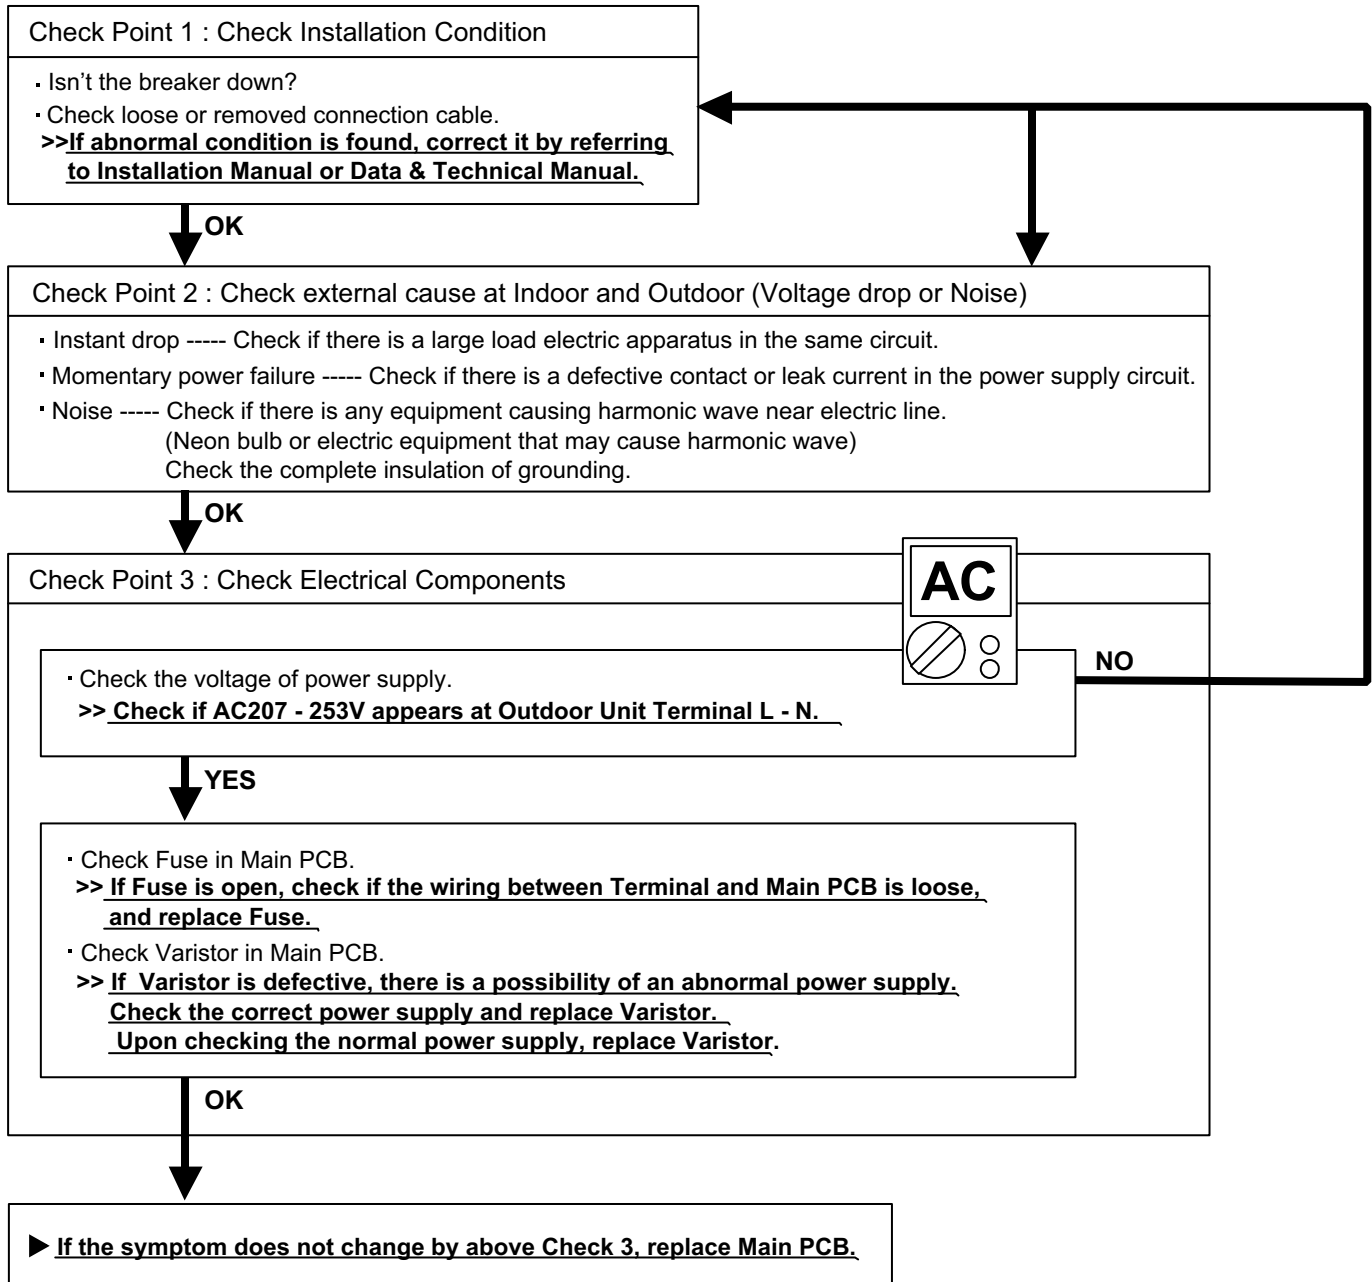 Check Point 1 : Check Installation Condition
· Isn't the breaker down?
· Check loose or removed connection cable.
>>If abnormal condition is found, correct it by referring
to Installation Manual or Data & Technical Manual.
OK
Check Point 2 : Check external cause at Indoor and Outdoor (Voltage drop or Noise)
· Instant drop ----- Check if there is a large load electric apparatus in the same circuit.
· Momentary power failure ----- Check if there is a defective contact or leak current in the power supply circuit.
· Noise ----- Check if there is any equipment causing harmonic wave near electric line.
(Neon bulb or electric equipment that may cause harmonic wave)
Check the complete insulation of grounding.
OK
Check Point 3 : Check Electrical Components
AC
· Check the voltage of power supply.
>> Check if AC207 - 253V appears at Outdoor Unit Terminal L - N.
NO
YES
· Check Fuse in Main PCB.
>> If Fuse is open, check if the wiring between Terminal and Main PCB is loose,
and replace Fuse.
· Check Varistor in Main PCB.
>> If  Varistor is defective, there is a possibility of an abnormal power supply.
Check the correct power supply and replace Varistor.
Upon checking the normal power supply, replace Varistor.
OK
▶ If the symptom does not change by above Check 3, replace Main PCB.